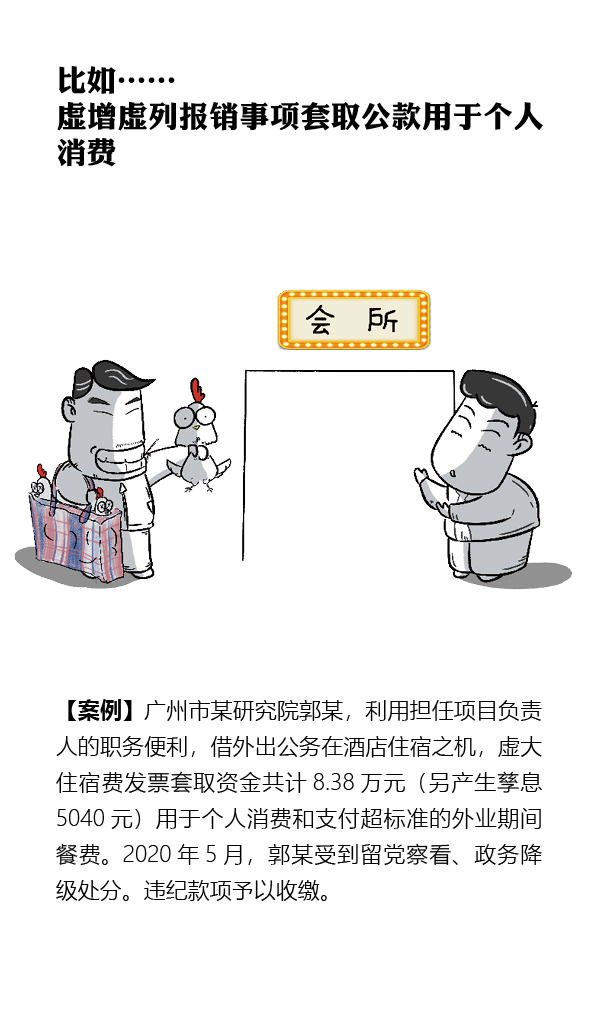 比如……
虚增虚列报销事项套取公款用于个人
消费
会 所
【案例】广州市某研究院郭某，利用担任项目负责
人的职务便利，借外出公务在酒店住宿之机，虚大
住宿费发票套取资金共计 8.38 万元（另产生孳息
5040 元）用于个人消费和支付超标准的外业期间
餐费。2020 年 5 月，郭某受到留党察看、政务降
级处分。违纪款项予以收缴。